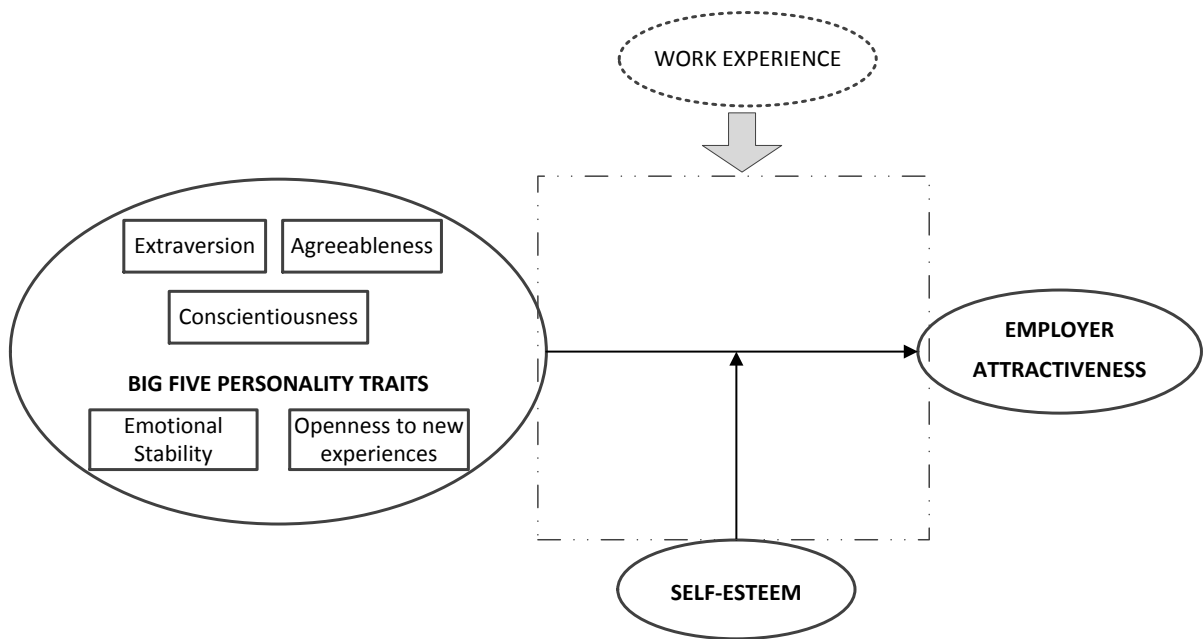 WORK EXPERIENCE
Extraversion
Agreeableness
Conscientiousness
BIG FIVE PERSONALITY TRAITS
Emotional
Stability
Openness to new
experiences
EMPLOYER
ATTRACTIVENESS
SELF-ESTEEM